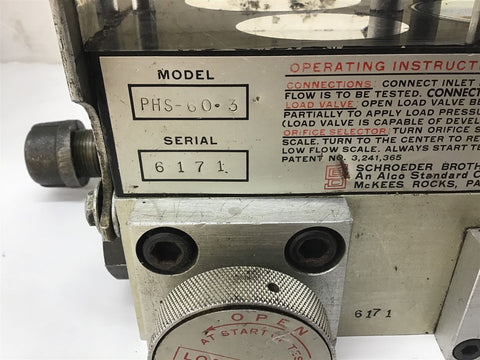 MODEL
PHS-60-3
SERIAL
6171
OPERATING INSTRUCT
CONNECTIONS: CONNECT INLET
FLOW IS TO BE TESTED. CONNECT
LOAD VALVE: OPEN LOAD VALVE BE
PARTIALLY TO APPLY LOAD PRESSU
(LOAD VALVE IS CAPABLE OF DEVEL
ORIFICE SELECTOR: TURN ORIFICE S
SCALE. TURN TO THE CENTER TO RE
LOW FLOW SCALE. ALWAYS START TE
PATENT NO. 3,241,365
SCHROEDER BROTH
An Alco Standard C
McKEES ROCKS, PA
6171
OPEN
AT START
TES
LO